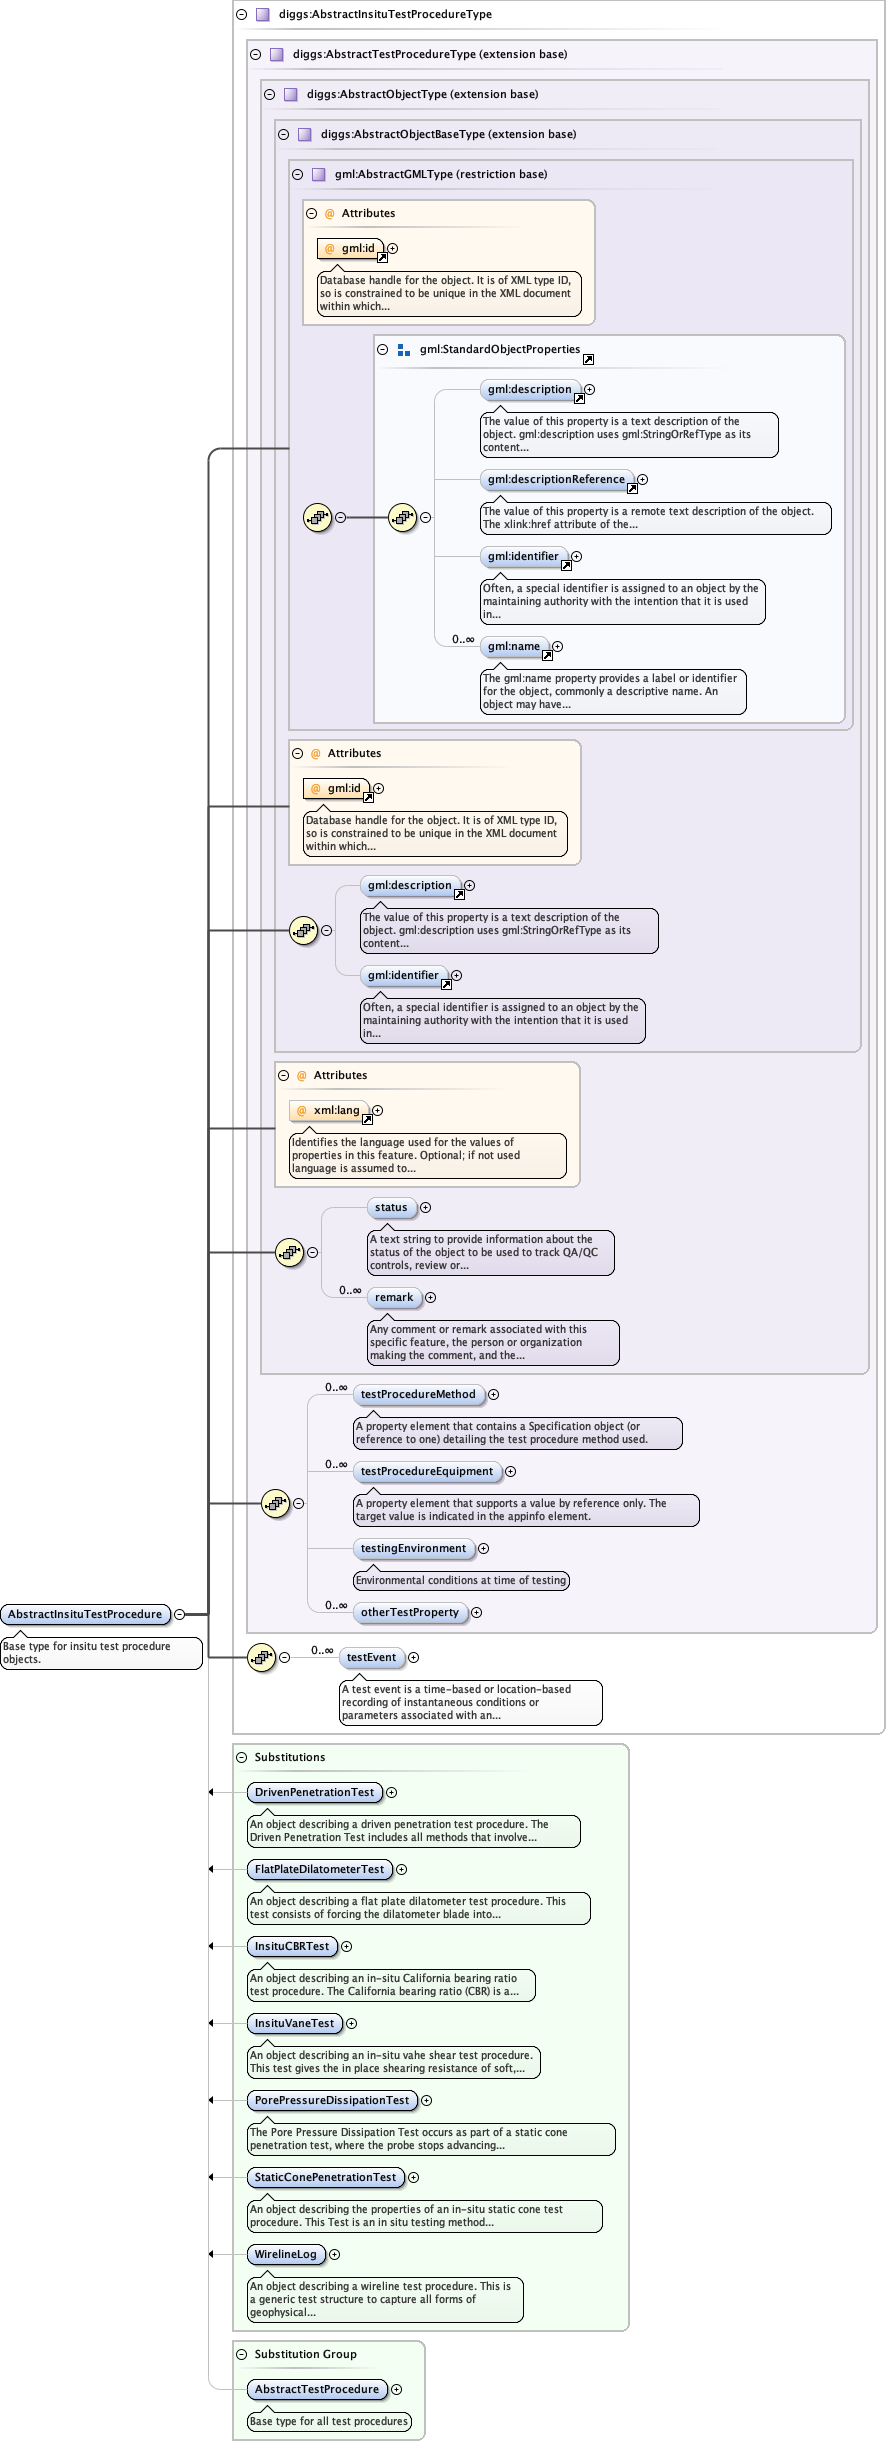 diggs:AbstractInsituTestProcedureType
diggs:AbstractTestProcedureType (extension base)
diggs:AbstractObjectType (extension base)
diggs:AbstractObjectBaseType (extension base)
gml:AbstractGMLType (restriction base)
@ Attributes
@ gml:id
Database handle for the object. It is of XML type ID,
so is constrained to be unique in the XML document
within which...
gml:StandardObjectProperties
gml:description
The value of this property is a text description of the
object. gml:description uses gml:StringOrRefType as its
content...
gml:descriptionReference
The value of this property is a remote text description of the object.
The xlink:href attribute of the...
gml:identifier
Often, a special identifier is assigned to an object by the
maintaining authority with the intention that it is used
in...
0..∞
gml:name
The gml:name property provides a label or identifier
for the object, commonly a descriptive name. An
object may have...
@ Attributes
@ gml:id
Database handle for the object. It is of XML type ID,
so is constrained to be unique in the XML document
within which...
gml:description
The value of this property is a text description of the
object. gml:description uses gml:StringOrRefType as its
content...
gml:identifier
Often, a special identifier is assigned to an object by the
maintaining authority with the intention that it is used
in...
@ Attributes
@ xml:lang
Identifies the language used for the values of
properties in this feature. Optional; if not used
language is assumed to...
status
A text string to provide information about the
status of the object to be used to track QA/QC
controls, review or...
0..∞
remark
Any comment or remark associated with this
specific feature, the person or organization
making the comment, and the...
0..∞
testProcedureMethod
A property element that contains a Specification object (or
reference to one) detailing the test procedure method used.
0..∞
testProcedureEquipment
A property element that supports a value by reference only. The
target value is indicated in the appinfo element.
testingEnvironment
Environmental conditions at time of testing
0..∞
otherTestProperty
AbstractInsituTestProcedure
Base type for insitu test procedure
objects.
0..∞
testEvent
A test event is a time-based or location-based
recording of instantaneous conditions or
parameters associated with an...
Substitutions
DrivenPenetrationTest
An object describing a driven penetration test procedure. The
Driven Penetration Test includes all methods that involve...
FlatPlateDilatometerTest
An object describing a flat plate dilatometer test procedure. This
test consists of forcing the dilatometer blade into...
InsituCBRTest
An object describing an in-situ California bearing ratio
test procedure. The California bearing ratio (CBR) is a...
InsituVaneTest
An object describing an in-situ vahe shear test procedure.
This test gives the in place shearing resistance of soft,...
PorePressureDissipationTest
The Pore Pressure Dissipation Test occurs as part of a static cone
penetration test, where the probe stops advancing...
StaticConePenetrationTest
An object describing the properties of an in-situ static cone test
procedure. This Test is an in situ testing method...
WirelineLog
An object describing a wireline test procedure. This is
a generic test structure to capture all forms of
geophysical...
Substitution Group
AbstractTestProcedure
Base type for all test procedures